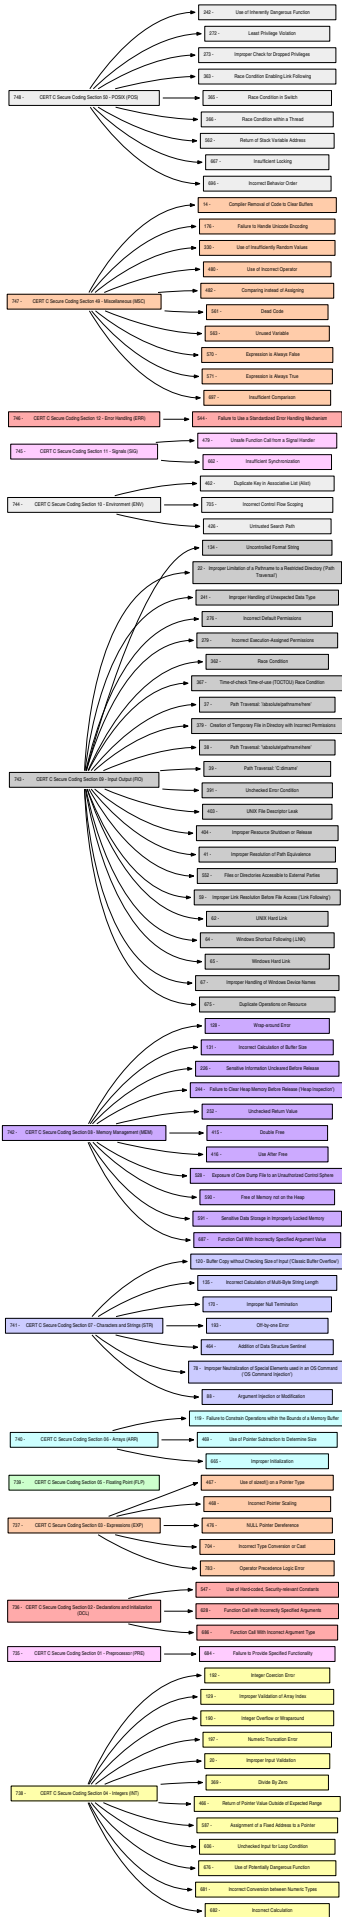 242 - Use of Inherently Dangerous Function
272 - Least Privilege Violation
273 - Improper Check for Dropped Privileges
363 - Race Condition Enabling Link Following
748 - CERT C Secure Coding Section 50 - POSIX (POS)
365 - Race Condition in Switch
366 - Race Condition within a Thread
562 - Return of Stack Variable Address
667 - Insufficient Locking
696 - Incorrect Behavior Order
14 - Compiler Removal of Code to Clear Buffers
176 - Failure to Handle Unicode Encoding
330 - Use of Insufficiently Random Values
480 - Use of Incorrect Operator
482 - Comparing instead of Assigning
747 - CERT C Secure Coding Section 49 - Miscellaneous (MSC)
561 - Dead Code
563 - Unused Variable
570 - Expression is Always False
571 - Expression is Always True
697 - Insufficient Comparison
746 - CERT C Secure Coding Section 12 - Error Handling (ERR)
544 - Failure to Use a Standardized Error Handling Mechanism
479 - Unsafe Function Call from a Signal Handler
745 - CERT C Secure Coding Section 11 - Signals (SIG)
662 - Insufficient Synchronization
462 - Duplicate Key in Associative List (Alist)
744 - CERT C Secure Coding Section 10 - Environment (ENV)
705 - Incorrect Control Flow Scoping
426 - Untrusted Search Path
134 - Uncontrolled Format String
22 - Improper Limitation of a Pathname to a Restricted Directory ('Path
Traversal')
241 - Improper Handling of Unexpected Data Type
276 - Incorrect Default Permissions
279 - Incorrect Execution-Assigned Permissions
362 - Race Condition
367 - Time-of-check Time-of-use (TOCTOU) Race Condition
37 - Path Traversal: '/absolute/pathname/here'
379 - Creation of Temporary File in Directory with Incorrect Permissions
38 - Path Traversal: '\absolute\pathname\here'
39 - Path Traversal: 'C:dirname'
743 - CERT C Secure Coding Section 09 - Input Output (FIO)
391 - Unchecked Error Condition
403 - UNIX File Descriptor Leak
404 - Improper Resource Shutdown or Release
41 - Improper Resolution of Path Equivalence
552 - Files or Directories Accessible to External Parties
59 - Improper Link Resolution Before File Access ('Link Following')
62 - UNIX Hard Link
64 - Windows Shortcut Following (.LNK)
65 - Windows Hard Link
67 - Improper Handling of Windows Device Names
675 - Duplicate Operations on Resource
128 - Wrap-around Error
131 - Incorrect Calculation of Buffer Size
226 - Sensitive Information Uncleared Before Release
244 - Failure to Clear Heap Memory Before Release ('Heap Inspection')
252 - Unchecked Return Value
742 - CERT C Secure Coding Section 08 - Memory Management (MEM)
415 - Double Free
416 - Use After Free
528 - Exposure of Core Dump File to an Unauthorized Control Sphere
590 - Free of Memory not on the Heap
591 - Sensitive Data Storage in Improperly Locked Memory
687 - Function Call With Incorrectly Specified Argument Value
120 - Buffer Copy without Checking Size of Input ('Classic Buffer Overflow')
135 - Incorrect Calculation of Multi-Byte String Length
170 - Improper Null Termination
741 - CERT C Secure Coding Section 07 - Characters and Strings (STR)
193 - Off-by-one Error
464 - Addition of Data Structure Sentinel
78 - Improper Neutralization of Special Elements used in an OS Command
('OS Command Injection')
88 - Argument Injection or Modification
119 - Failure to Constrain Operations within the Bounds of a Memory Buffer
740 - CERT C Secure Coding Section 06 - Arrays (ARR)
469 - Use of Pointer Subtraction to Determine Size
665 - Improper Initialization
739 - CERT C Secure Coding Section 05 - Floating Point (FLP)
467 - Use of sizeof() on a Pointer Type
468 - Incorrect Pointer Scaling
737 - CERT C Secure Coding Section 03 - Expressions (EXP)
476 - NULL Pointer Dereference
704 - Incorrect Type Conversion or Cast
783 - Operator Precedence Logic Error
547 - Use of Hard-coded, Security-relevant Constants
736 - CERT C Secure Coding Section 02 - Declarations and Initialization
(DCL)
628 - Function Call with Incorrectly Specified Arguments
686 - Function Call With Incorrect Argument Type
735 - CERT C Secure Coding Section 01 - Preprocessor (PRE)
684 - Failure to Provide Specified Functionality
192 - Integer Coercion Error
129 - Improper Validation of Array Index
190 - Integer Overflow or Wraparound
197 - Numeric Truncation Error
20 - Improper Input Validation
369 - Divide By Zero
738 - CERT C Secure Coding Section 04 - Integers (INT)
466 - Return of Pointer Value Outside of Expected Range
587 - Assignment of a Fixed Address to a Pointer
606 - Unchecked Input for Loop Condition
676 - Use of Potentially Dangerous Function
681 - Incorrect Conversion between Numeric Types
682 - Incorrect Calculation